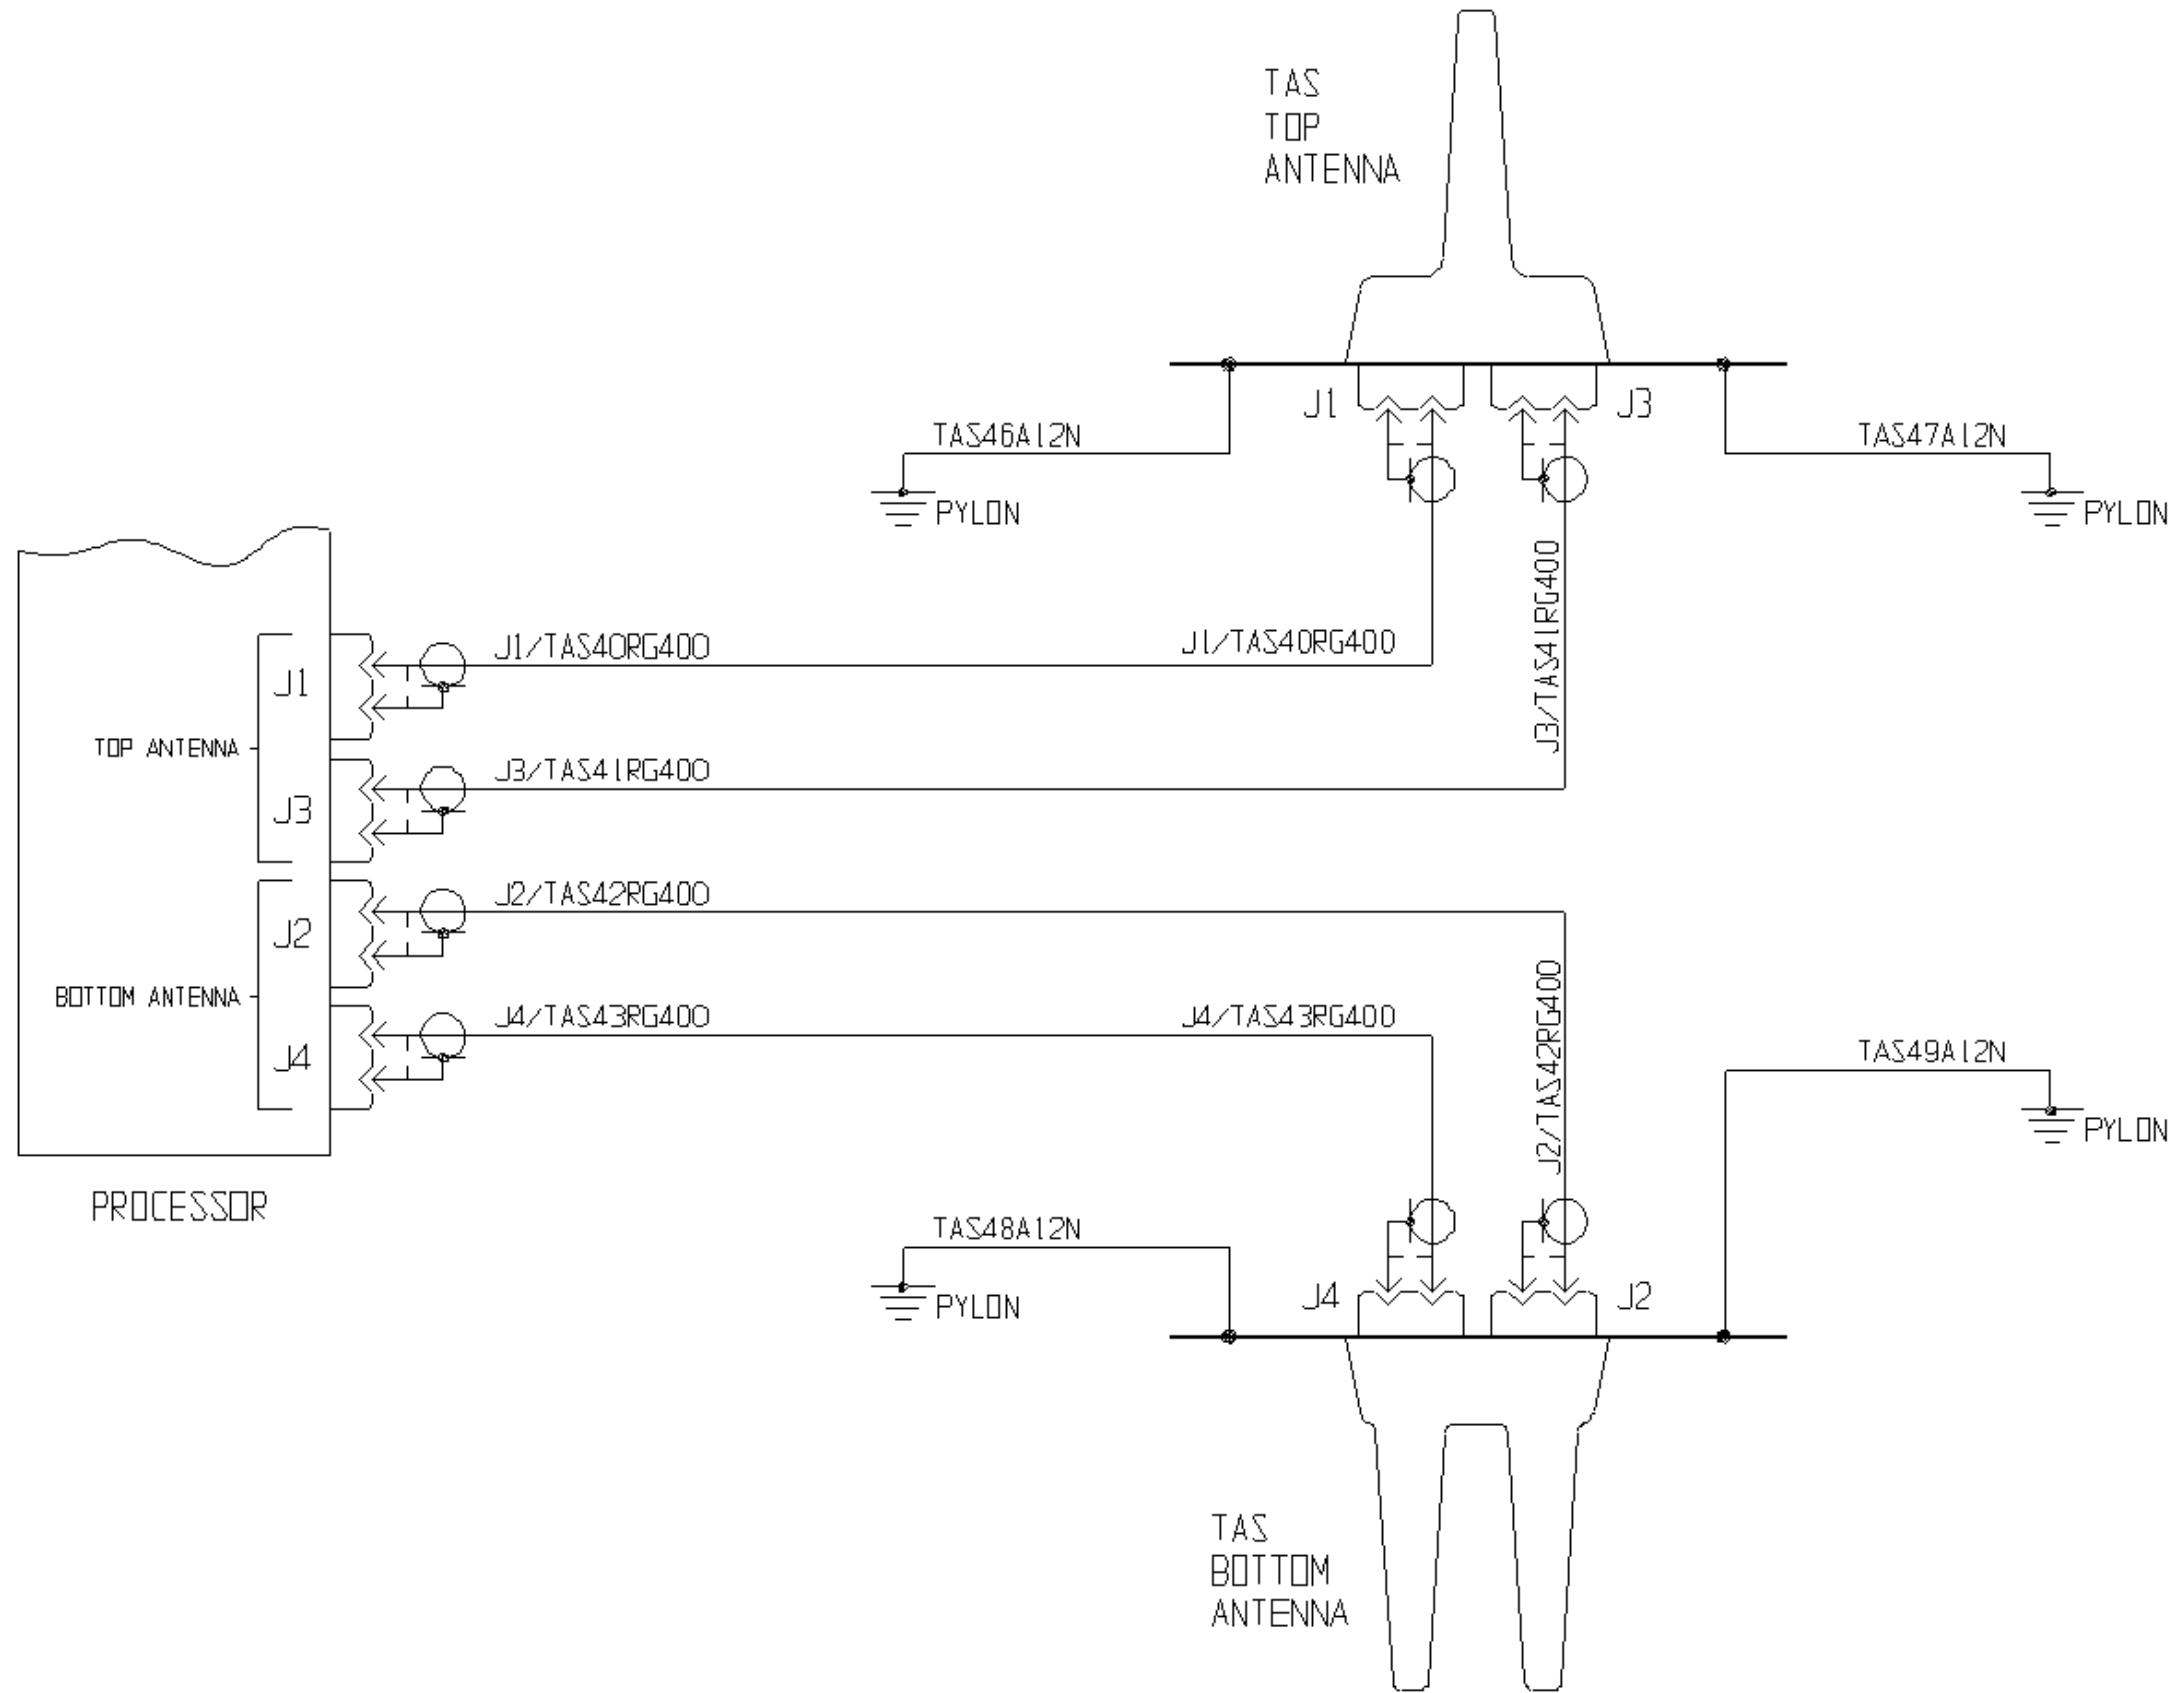 TAS
TOP
ANTENNA
J1
J3
TAS46A12N
TAS47A12N
PYLON
PYLON
J1/TAS40RG400
J1/TAS40RG400
J3/TAS41RG400
J1
TOP ANTENNA
J3/TAS41RG400
J3
J2/TAS42RG400
J2
BOTTOM ANTENNA
J4/TAS43RG400
J4/TAS43RG400
J2/TAS42RG400
J4
TAS49A12N
PYLON
PROCESSOR
TAS48A12N
PYLON
J4
J2
TAS
BOTTOM
ANTENNA